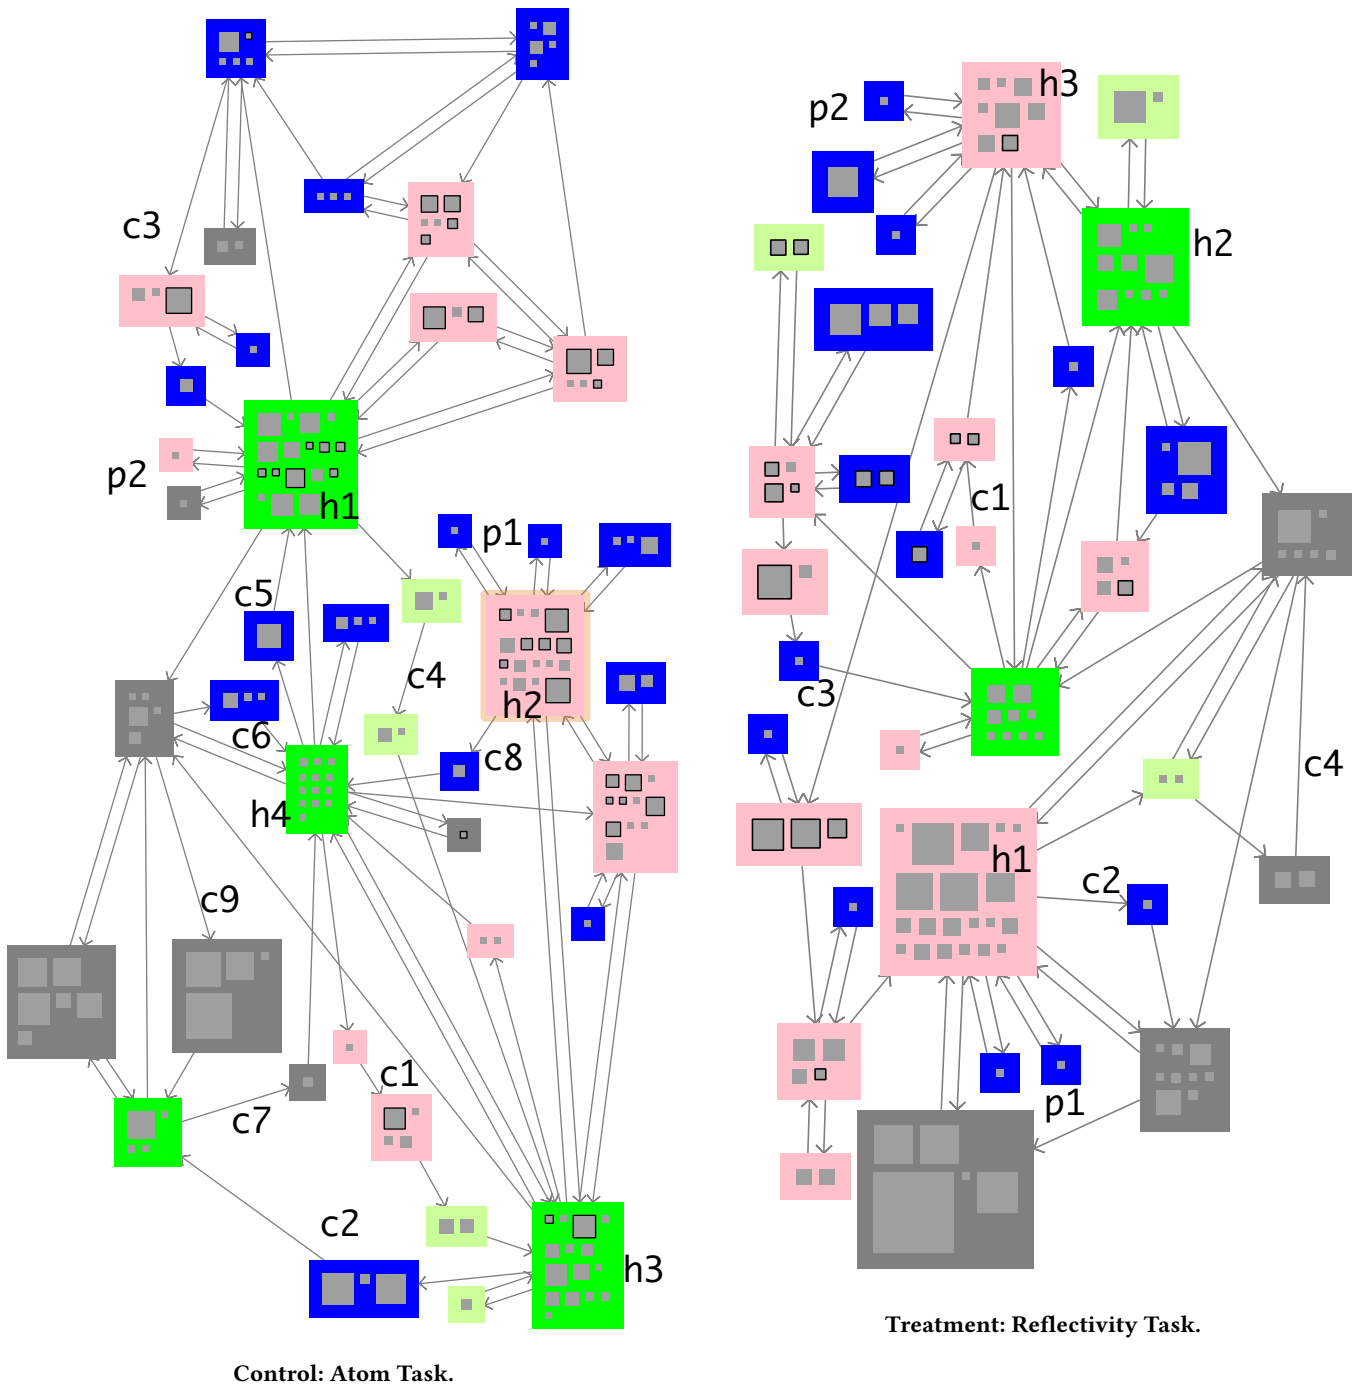 c3
p2
h1
p1
c5
c4
h2
c6
c8
h4
c9
c1
c7
c2
h3
Control: Atom Task.
h3
p2
h2
c1
c3
c4
h1
c2
p1
Treatment: Reflectivity Task.